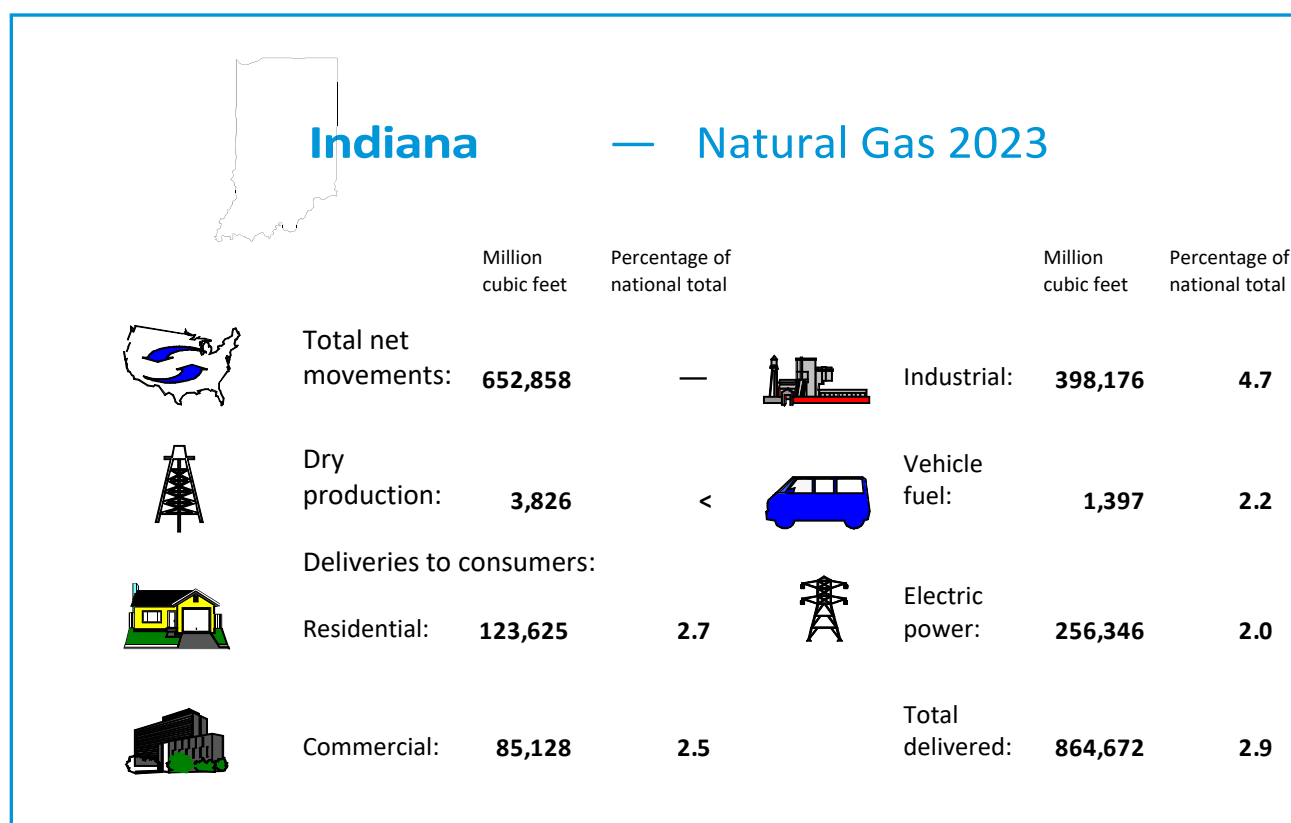 Indiana — Natural Gas 2023
Million cubic feet
Percentage of national total
Million cubic feet
Percentage of national total
Total net movements: 652,858 —
Industrial: 398,176 4.7
Dry production: 3,826 <
Vehicle fuel: 1,397 2.2
Deliveries to consumers:
Residential: 123,625 2.7
Electric power: 256,346 2.0
Commercial: 85,128 2.5
Total delivered: 864,672 2.9